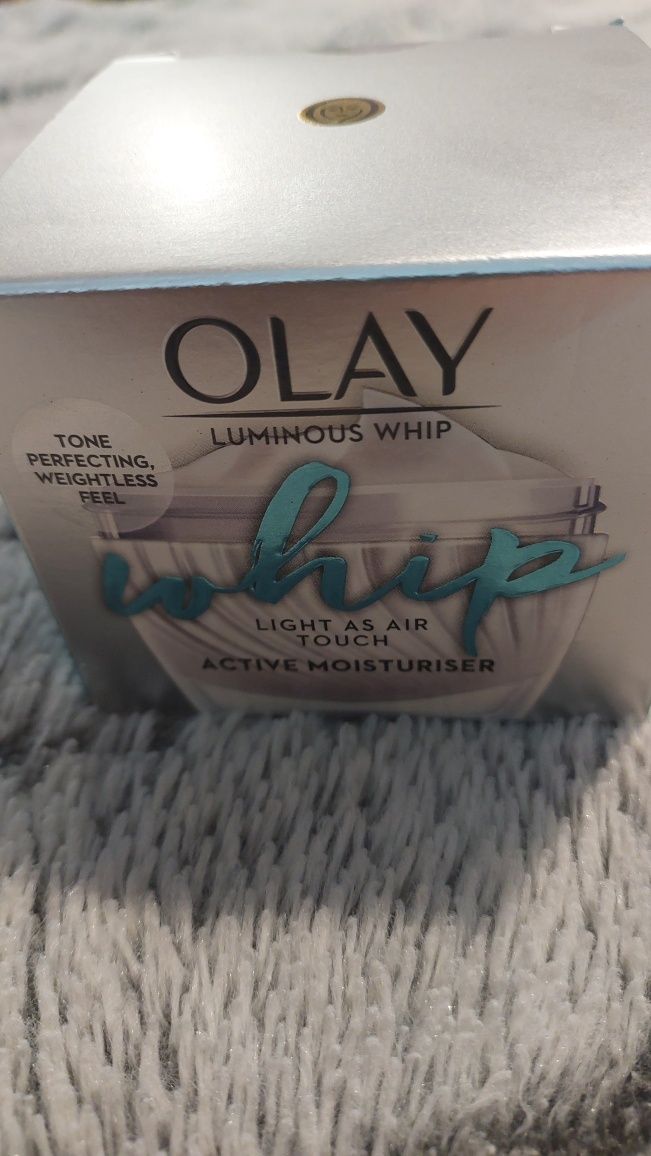 OLAY
LUMINOUS WHIP
TONE
PERFECTING,
WEIGHTLESS
FEEL
whip
LIGHT AS AIR
TOUCH
ACTIVE MOISTURISER